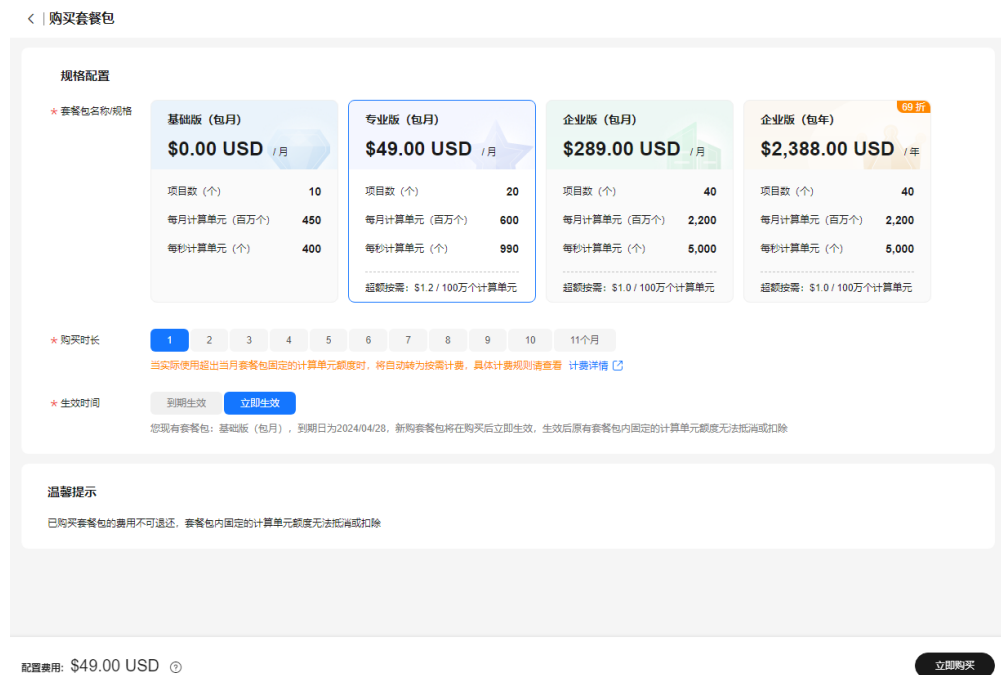 购买套餐包
规格配置
* 套餐包名称/规格
基础版（包月）
$0.00 USD /月
项目数（个） 10
每月计算单元（百万个） 450
每秒计算单元（个） 400
专业版（包月）
$49.00 USD /月
项目数（个） 20
每月计算单元（百万个） 600
每秒计算单元（个） 990
超额按需：$1.2 / 100万个计算单元
企业版（包月）
$289.00 USD /月
项目数（个） 40
每月计算单元（百万个） 2,200
每秒计算单元（个） 5,000
超额按需：$1.0 / 100万个计算单元
69 折
企业版（包年）
$2,388.00 USD /年
项目数（个） 40
每月计算单元（百万个） 2,200
每秒计算单元（个） 5,000
超额按需：$1.0 / 100万个计算单元
* 购买时长 1 2 3 4 5 6 7 8 9 10 11个月
当实际使用超出当月套餐包固定的计算单元额度时，将自动转为按需计费，具体计费规则请查看 计费详情
* 生效时间 到期生效 立即生效
您现有套餐包：基础版（包月），到期日为2024/04/28，新购套餐包将在购买后立即生效，生效后原有套餐包内固定的计算单元额度无法抵消或扣除
温馨提示
已购买套餐包的费用不可退还，套餐包内固定的计算单元额度无法抵消或扣除
配置费用: $49.00 USD
立即购买